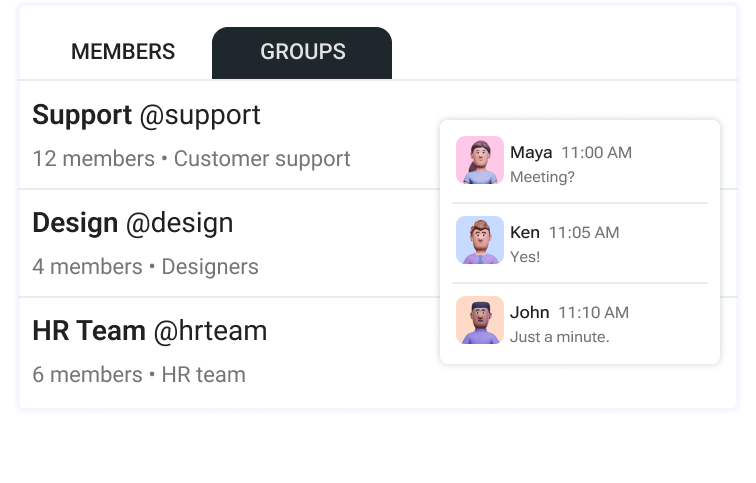 MEMBERS GROUPS
Support @support
12 members • Customer support
Design @design
4 members • Designers
HR Team @hrteam
6 members • HR team
Maya 11:00 AM
Meeting?
Ken 11:05 AM
Yes!
John 11:10 AM
Just a minute.